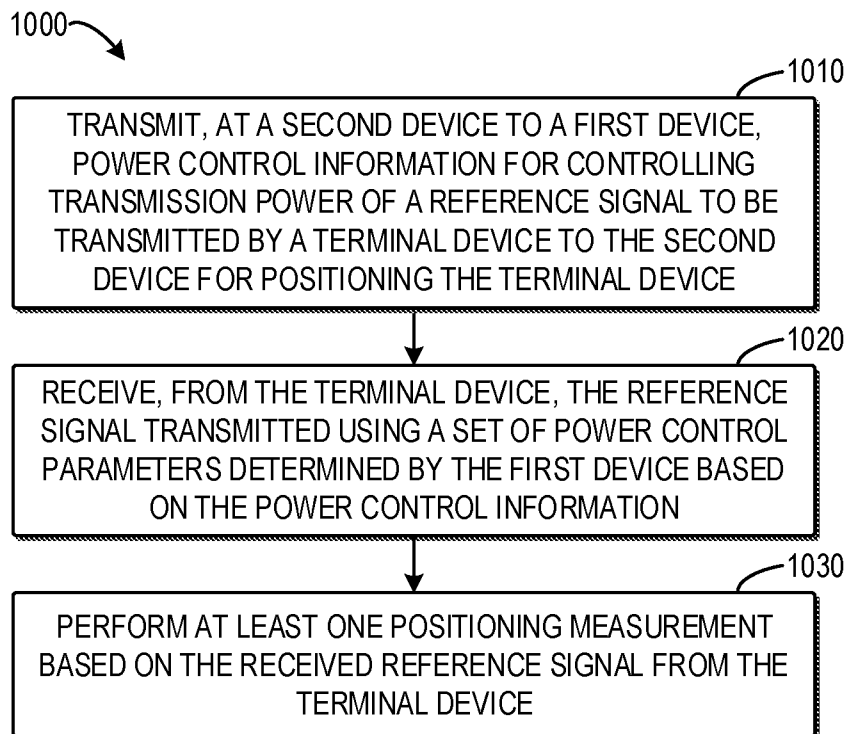 1000
1010
TRANSMIT, AT A SECOND DEVICE TO A FIRST DEVICE,
POWER CONTROL INFORMATION FOR CONTROLLING
TRANSMISSION POWER OF A REFERENCE SIGNAL TO BE
TRANSMITTED BY A TERMINAL DEVICE TO THE SECOND
DEVICE FOR POSITIONING THE TERMINAL DEVICE
1020
RECEIVE, FROM THE TERMINAL DEVICE, THE REFERENCE
SIGNAL TRANSMITTED USING A SET OF POWER CONTROL
PARAMETERS DETERMINED BY THE FIRST DEVICE BASED
ON THE POWER CONTROL INFORMATION
1030
PERFORM AT LEAST ONE POSITIONING MEASUREMENT
BASED ON THE RECEIVED REFERENCE SIGNAL FROM THE
TERMINAL DEVICE